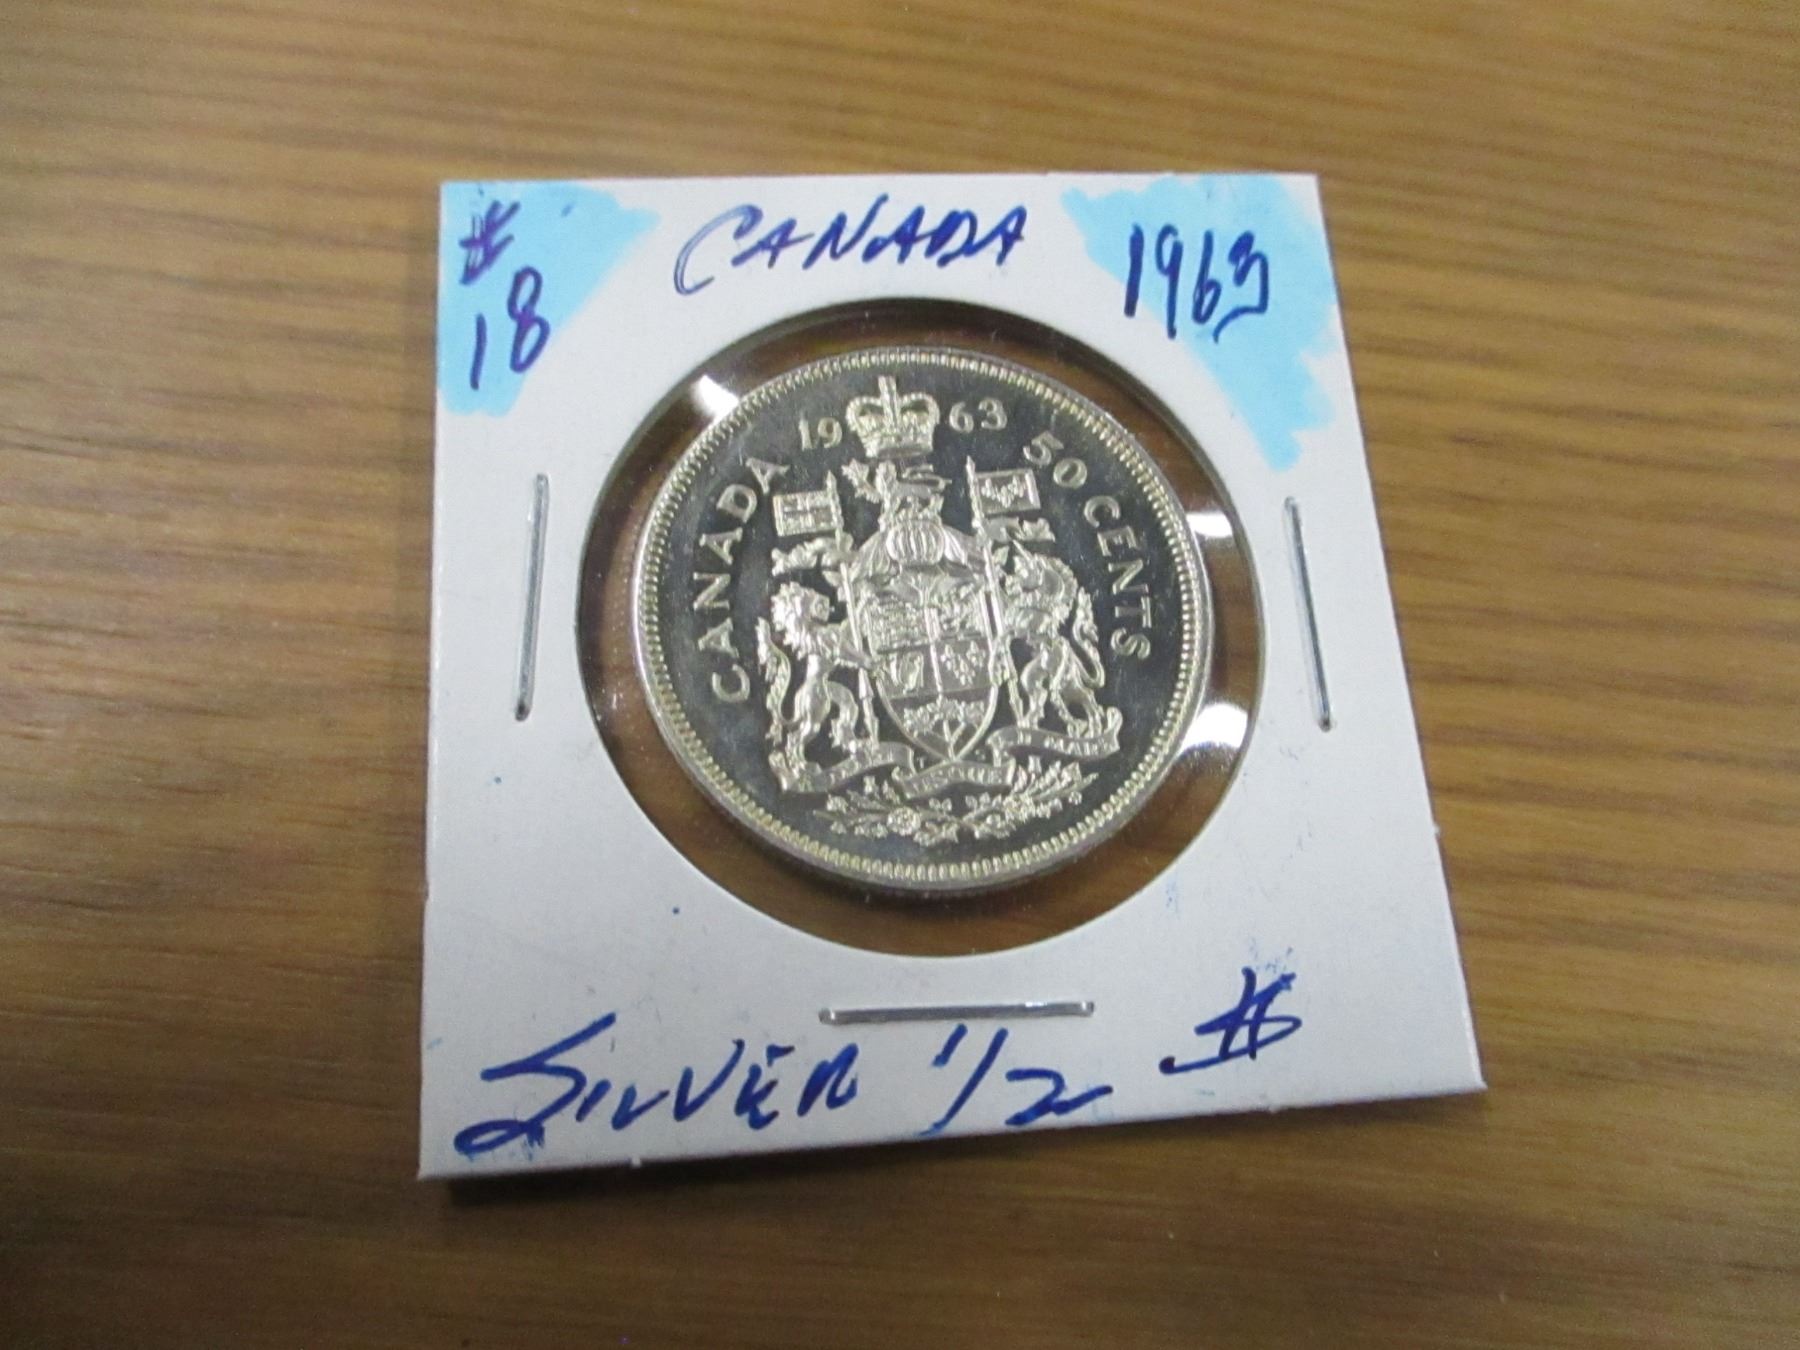 # 18
CANADA
1963
1963
CANADA
50 CENTS
SILVER 1/2 $